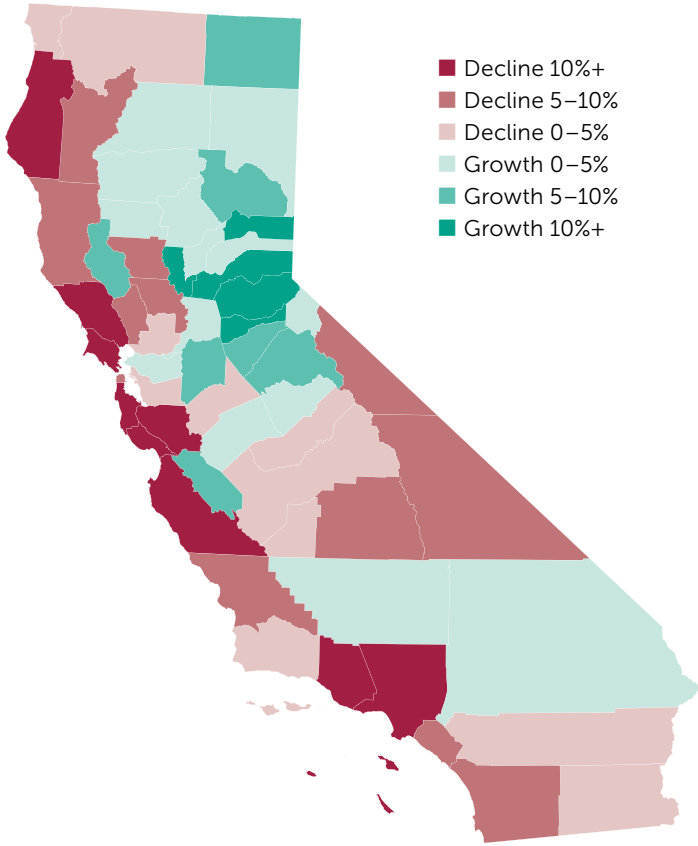 Decline 10%+
Decline 5–10%
Decline 0–5%
Growth 0–5%
Growth 5–10%
Growth 10%+